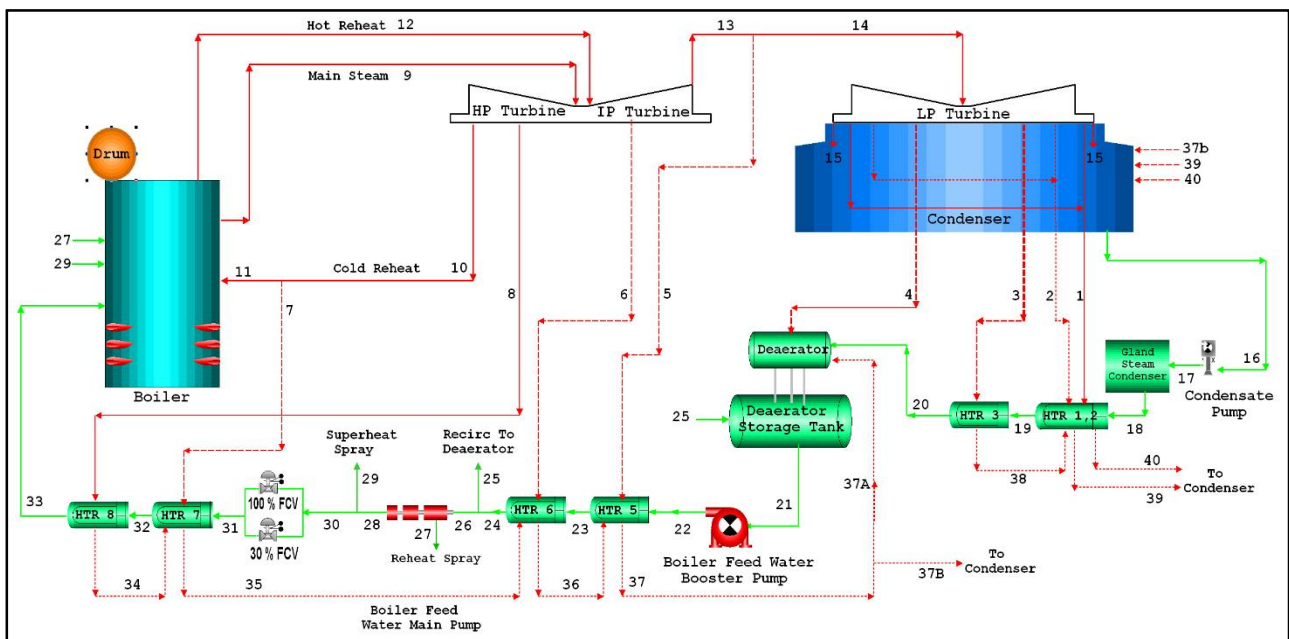 Hot Reheat 12
13
14
Main Steam 9
HP Turbine
IP Turbine
LP Turbine
Drum
15
15
37b
39
40
Condenser
27
29
11
Cold Reheat
10
7
8
6
5
4
3
2
1
Boiler
Deaerator
Gland
Steam
Condenser
17
16
Condensate
Pump
Deaerator
Storage Tank
25
20
HTR 3
19
HTR 1,2
18
Superheat
Spray
29
Recirc To
Deaerator
25
38
40
39
To
Condenser
37A
21
33
HTR 8
32
HTR 7
31
100 % FCV
30 % FCV
30
28
27
26
24
HTR 6
23
HTR 5
22
Reheat Spray
Boiler Feed Water
Booster Pump
To
Condenser
37B
34
35
36
37
Boiler Feed
Water Main Pump